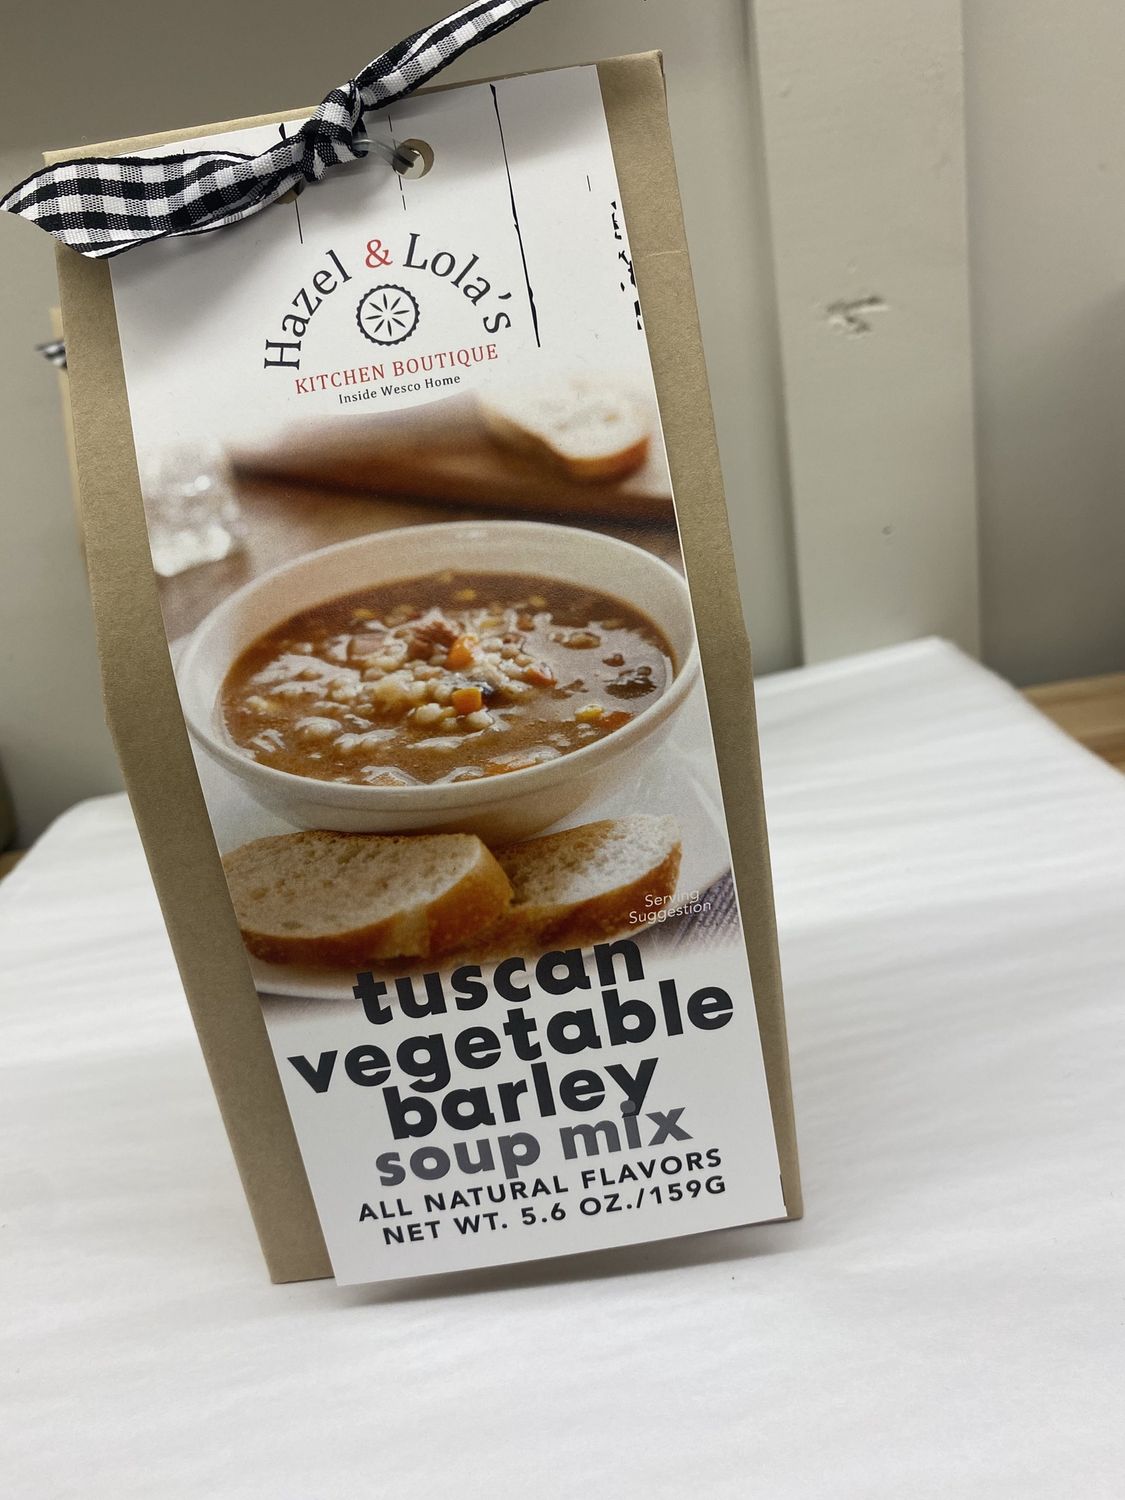 Hazel & Lola's
KITCHEN BOUTIQUE
Inside Wesco Home
Serving
Suggestion
tuscan
vegetable
barley
soup mix
ALL NATURAL FLAVORS
NET WT. 5.6 OZ./159G